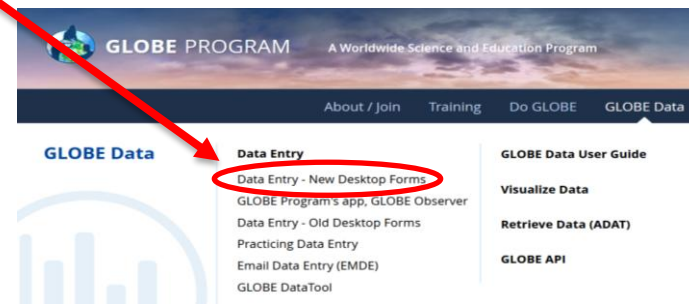 GLOBE PROGRAM
A Worldwide Science and Education Program
About / Join Training Do GLOBE GLOBE Data
GLOBE Data
Data Entry
Data Entry - New Desktop Forms
GLOBE Program's app, GLOBE Observer
Data Entry - Old Desktop Forms
Practicing Data Entry
Email Data Entry (EMDE)
GLOBE DataTool
GLOBE Data User Guide
Visualize Data
Retrieve Data (ADAT)
GLOBE API